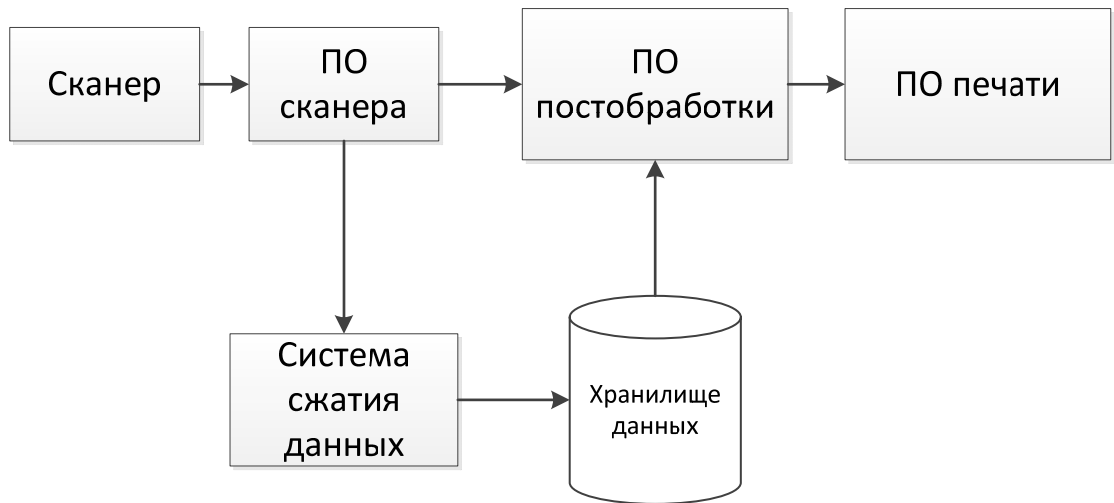 Сканер
ПО
сканера
ПО
постобработки
ПО печати
Система
сжатия
данных
Хранилище
данных